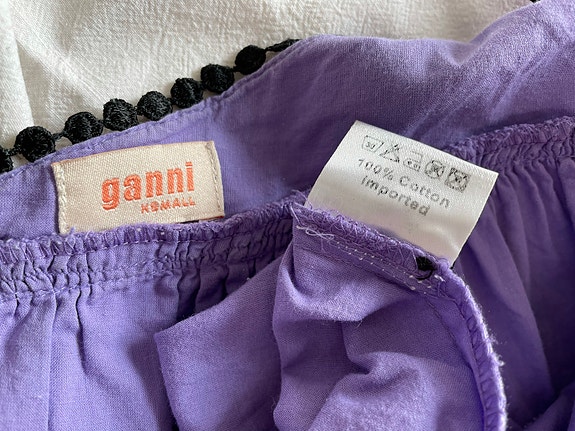 ganni
KSMALL
100% Cotton
Imported